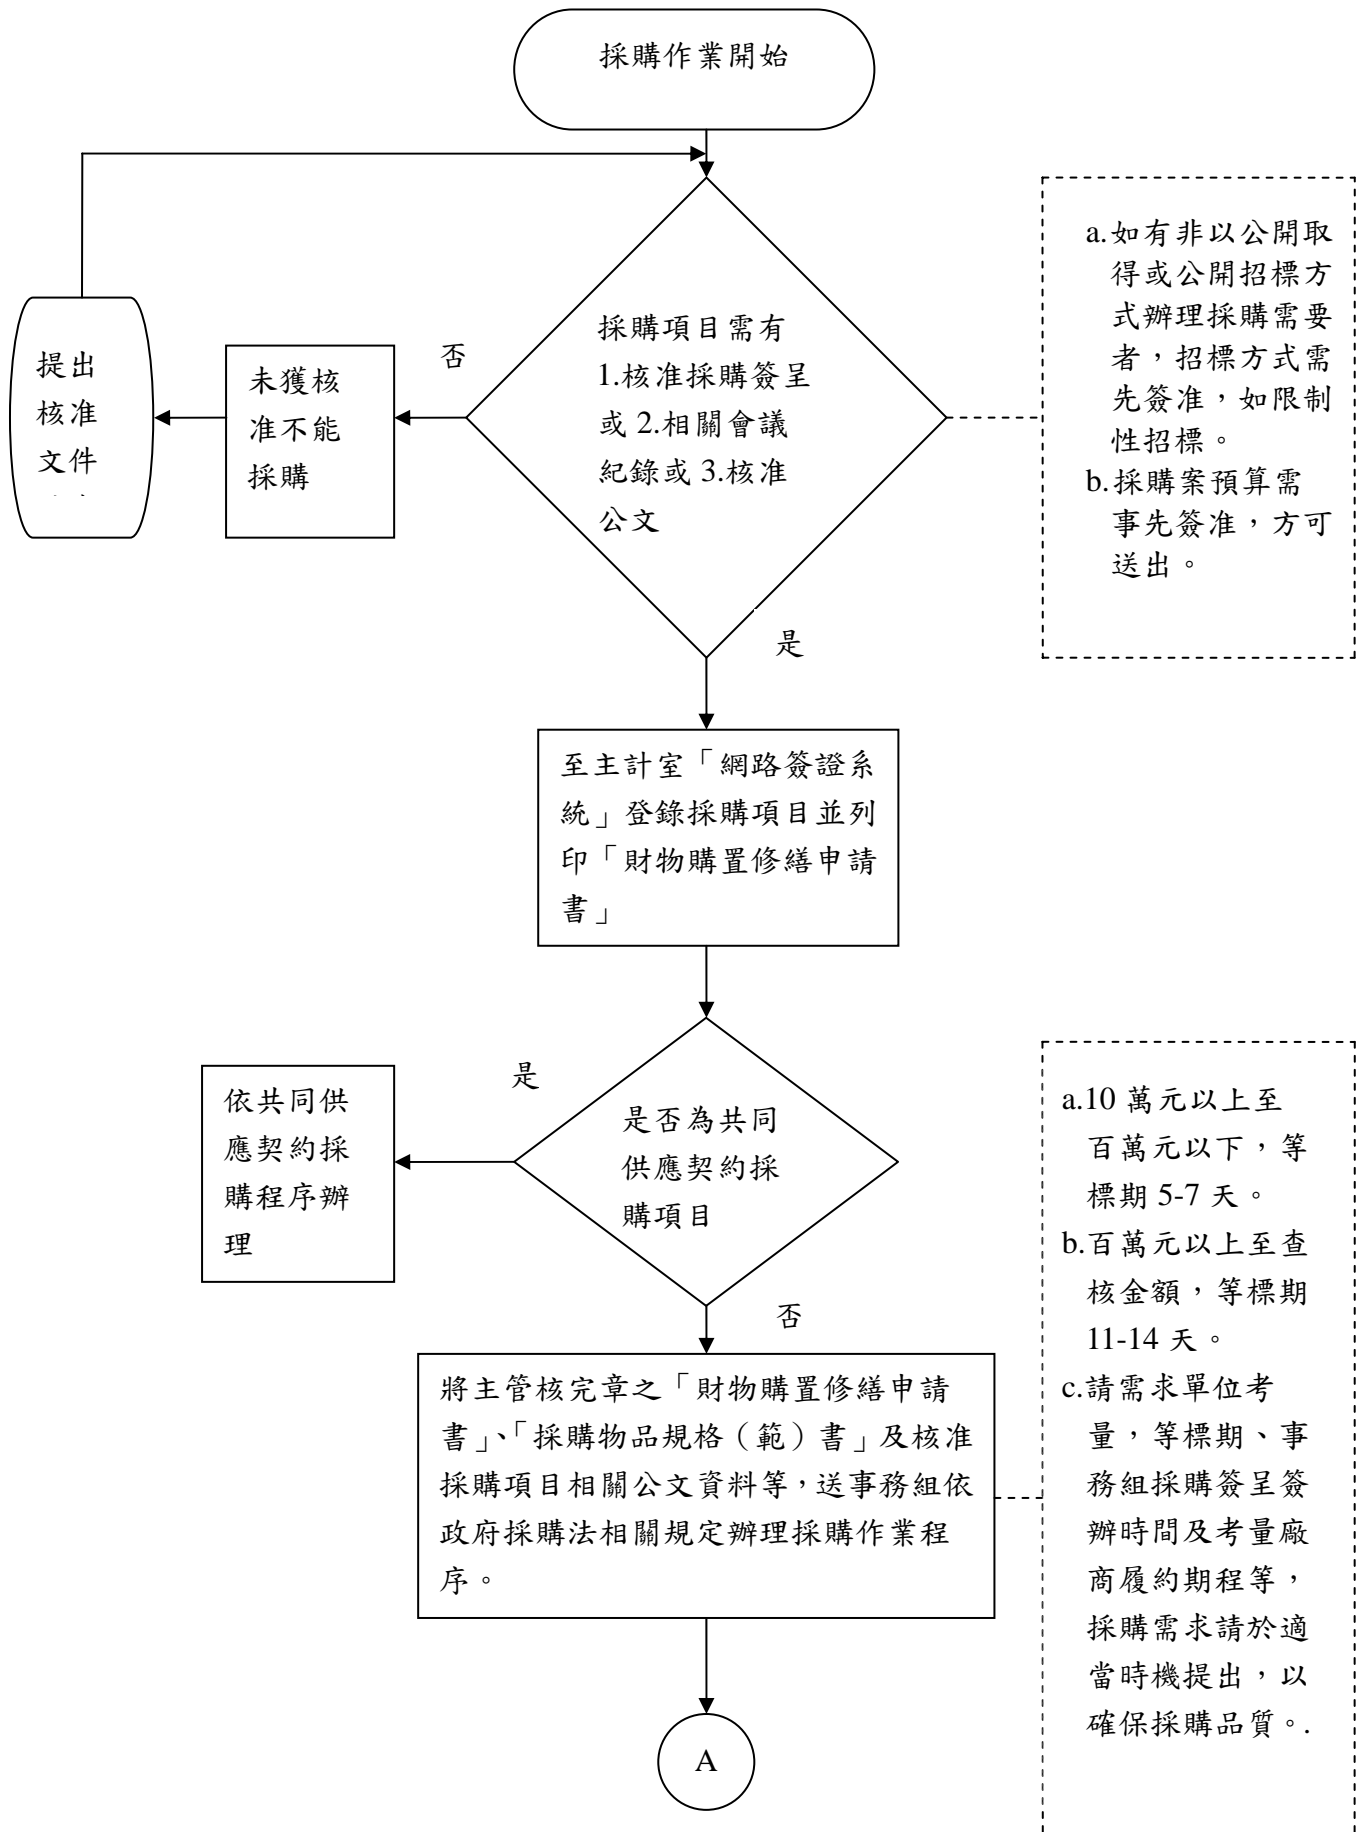 採購作業開始
採購項目需有
1.核准採購簽呈
或 2.相關會議
紀錄或 3.核准
公文
否
未獲核
准不能
採購
提出
核准
文件
a.如有非以公開取
得或公開招標方
式辦理採購需要
者，招標方式需
先簽准，如限制
性招標。
b.採購案預算需
事先簽准，方可
送出。
是
至主計室「網路簽證系
統」登錄採購項目並列
印「財物購置修繕申請
書」
是否為共同
供應契約採
購項目
是
依共同供
應契約採
購程序辦
理
否
將主管核完章之「財物購置修繕申請
書」、「採購物品規格（範）書」及核准
採購項目相關公文資料等，送事務組依
政府採購法相關規定辦理採購作業程
序。
a.10 萬元以上至
百萬元以下，等
標期 5-7 天。
b.百萬元以上至查
核金額，等標期
11-14 天。
c.請需求單位考
量，等標期、事
務組採購簽呈簽
辦時間及考量廠
商履約期程等，
採購需求請於適
當時機提出，以
確保採購品質。.
A